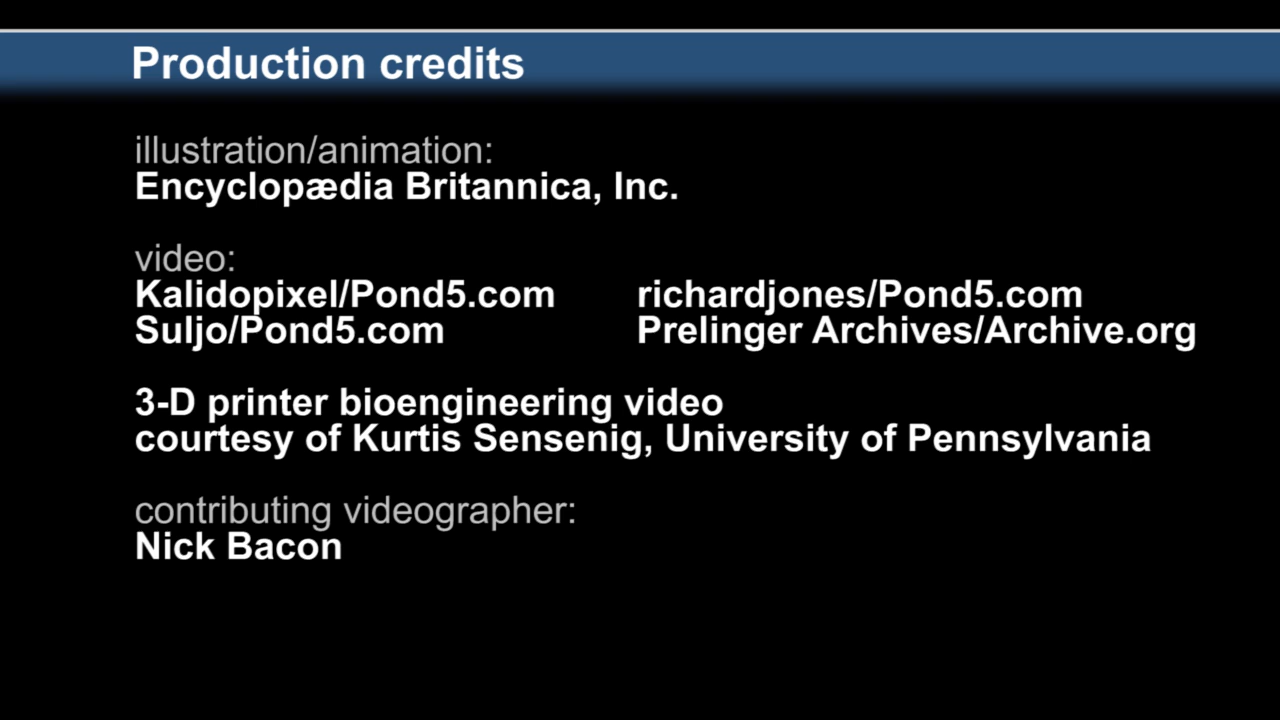 Production credits
illustration/animation:
Encyclopædia Britannica, Inc.
video:
Kalidopixel/Pond5.com richardjones/Pond5.com
Suljo/Pond5.com Prelinger Archives/Archive.org
3-D printer bioengineering video
courtesy of Kurtis Sensenig, University of Pennsylvania
contributing videographer:
Nick Bacon